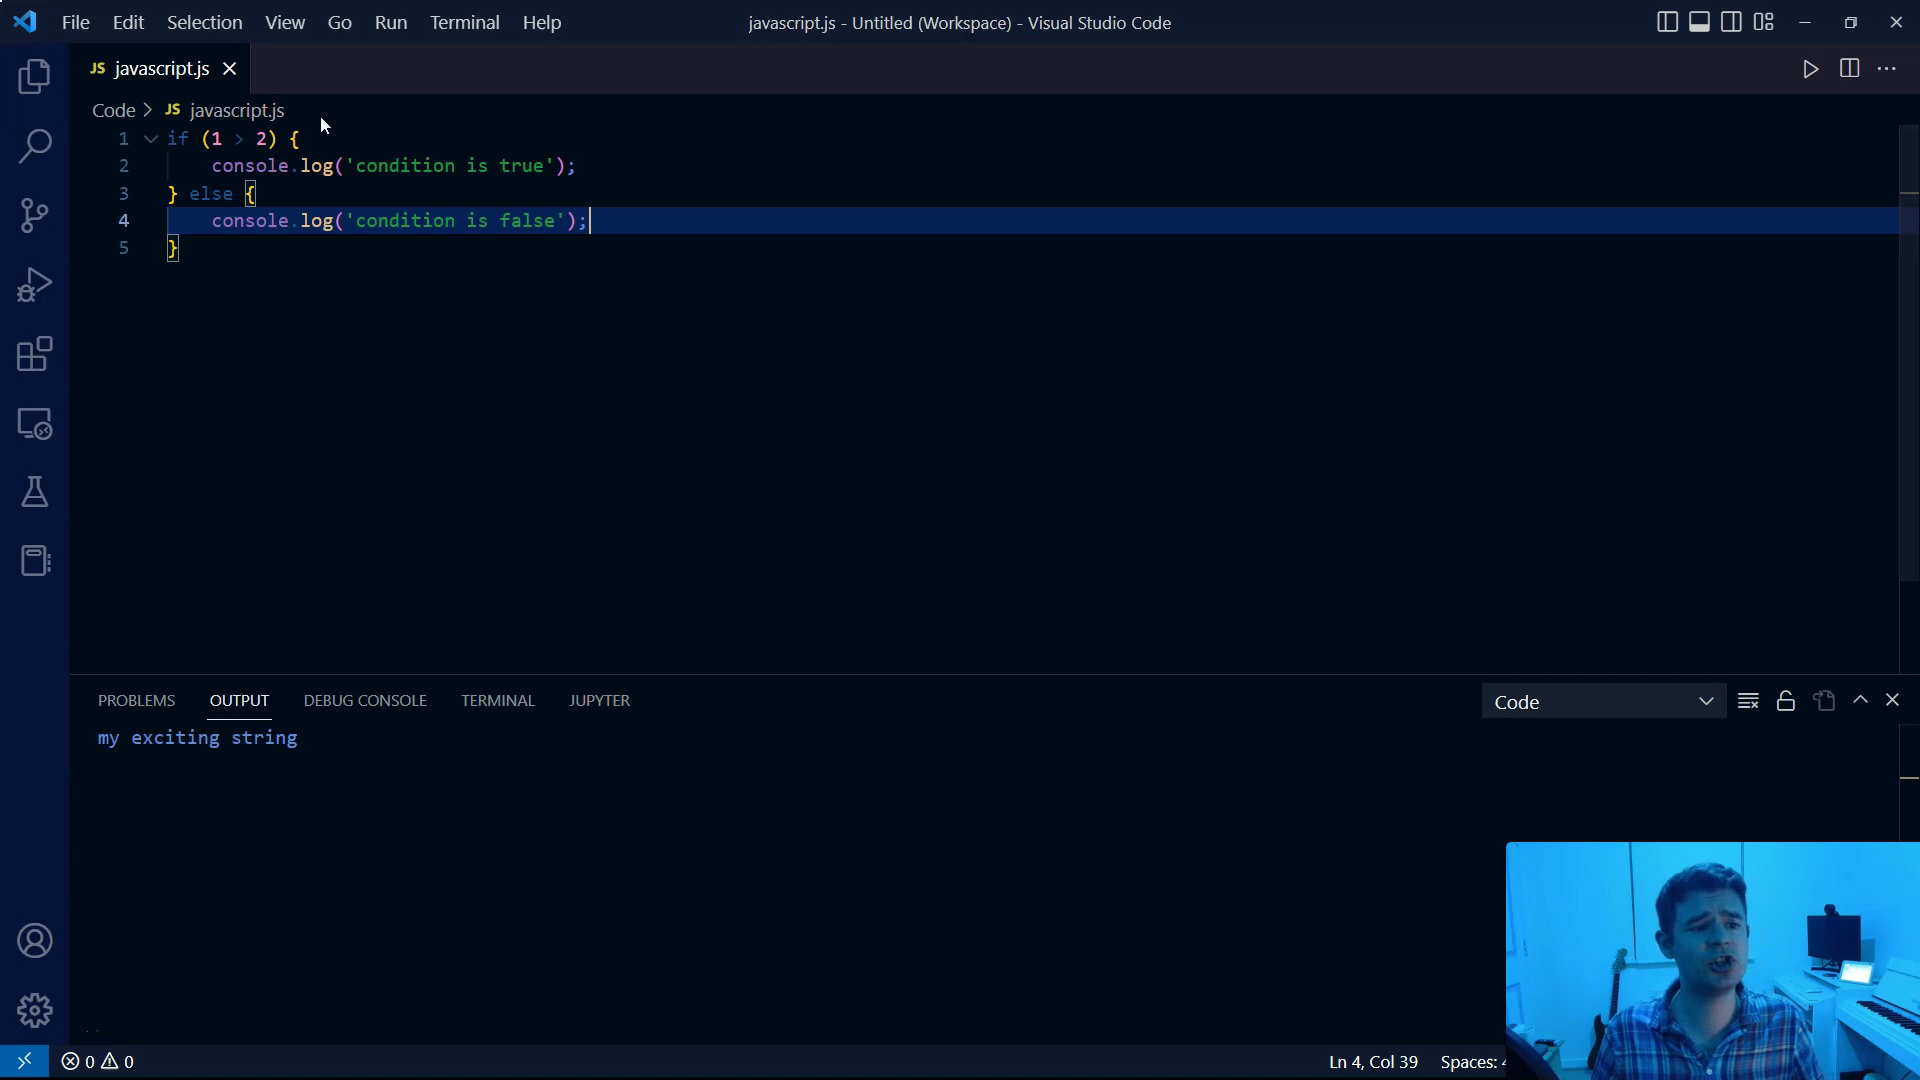 File Edit Selection View Go Run Terminal Help
javascript.js - Untitled (Workspace) - Visual Studio Code
JS javascript.js
Code > JS javascript.js
1 if (1 > 2) {
2 console.log('condition is true');
3 } else {
4 console.log('condition is false');
5 }
PROBLEMS OUTPUT DEBUG CONSOLE TERMINAL JUPYTER
Code
my exciting string
0 0
Ln 4, Col 39 Spaces: